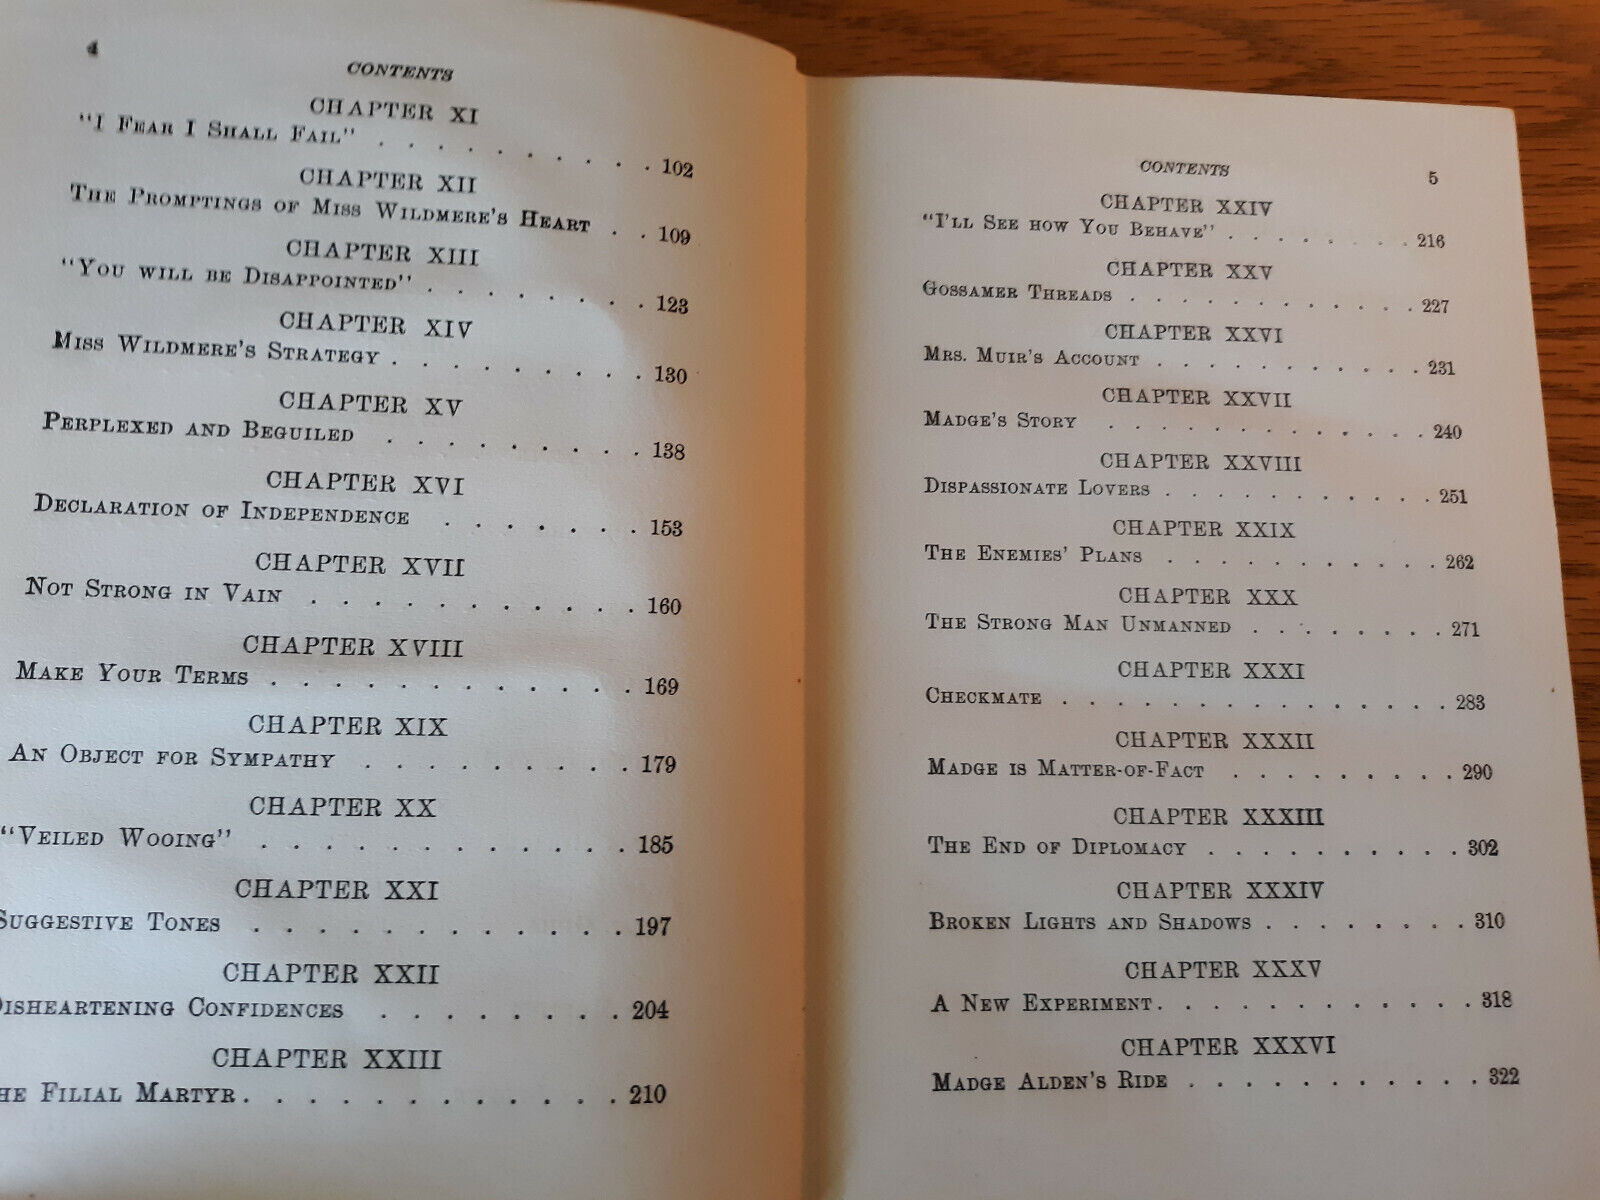 4
CONTENTS
CHAPTER XI
"I FEAR I SHALL FAIL" . . . . . . . . . . 102
CHAPTER XII
THE PROMPTINGS OF MISS WILDMERE'S HEART . . 109
CHAPTER XIII
"YOU WILL BE DISAPPOINTED" . . . . . . . . 123
CHAPTER XIV
MISS WILDMERE'S STRATEGY . . . . . . . . . 130
CHAPTER XV
PERPLEXED AND BEGUILED . . . . . . . . . 138
CHAPTER XVI
DECLARATION OF INDEPENDENCE . . . . . . . 153
CHAPTER XVII
NOT STRONG IN VAIN . . . . . . . . . . . 160
CHAPTER XVIII
MAKE YOUR TERMS . . . . . . . . . . . . 169
CHAPTER XIX
AN OBJECT FOR SYMPATHY . . . . . . . . . 179
CHAPTER XX
"VEILED WOOING" . . . . . . . . . . . . 185
CHAPTER XXI
SUGGESTIVE TONES . . . . . . . . . . . . 197
CHAPTER XXII
DISHEARTENING CONFIDENCES . . . . . . . . 204
CHAPTER XXIII
HE FILIAL MARTYR . . . . . . . . . . . . 210
CONTENTS 5
CHAPTER XXIV
"I'LL SEE HOW YOU BEHAVE" . . . . . . . . 216
CHAPTER XXV
GOSSAMER THREADS . . . . . . . . . . . . 227
CHAPTER XXVI
MRS. MUIR'S ACCOUNT . . . . . . . . . . . 231
CHAPTER XXVII
MADGE'S STORY . . . . . . . . . . . . . 240
CHAPTER XXVIII
DISPASSIONATE LOVERS . . . . . . . . . . . 251
CHAPTER XXIX
THE ENEMIES' PLANS . . . . . . . . . . . 262
CHAPTER XXX
THE STRONG MAN UNMANNED . . . . . . . . 271
CHAPTER XXXI
CHECKMATE . . . . . . . . . . . . . . . 283
CHAPTER XXXII
MADGE IS MATTER-OF-FACT . . . . . . . . . 290
CHAPTER XXXIII
THE END OF DIPLOMACY . . . . . . . . . . 302
CHAPTER XXXIV
BROKEN LIGHTS AND SHADOWS . . . . . . . . 310
CHAPTER XXXV
A NEW EXPERIMENT . . . . . . . . . . . . 318
CHAPTER XXXVI
MADGE ALDEN'S RIDE . . . . . . . . . . . 322